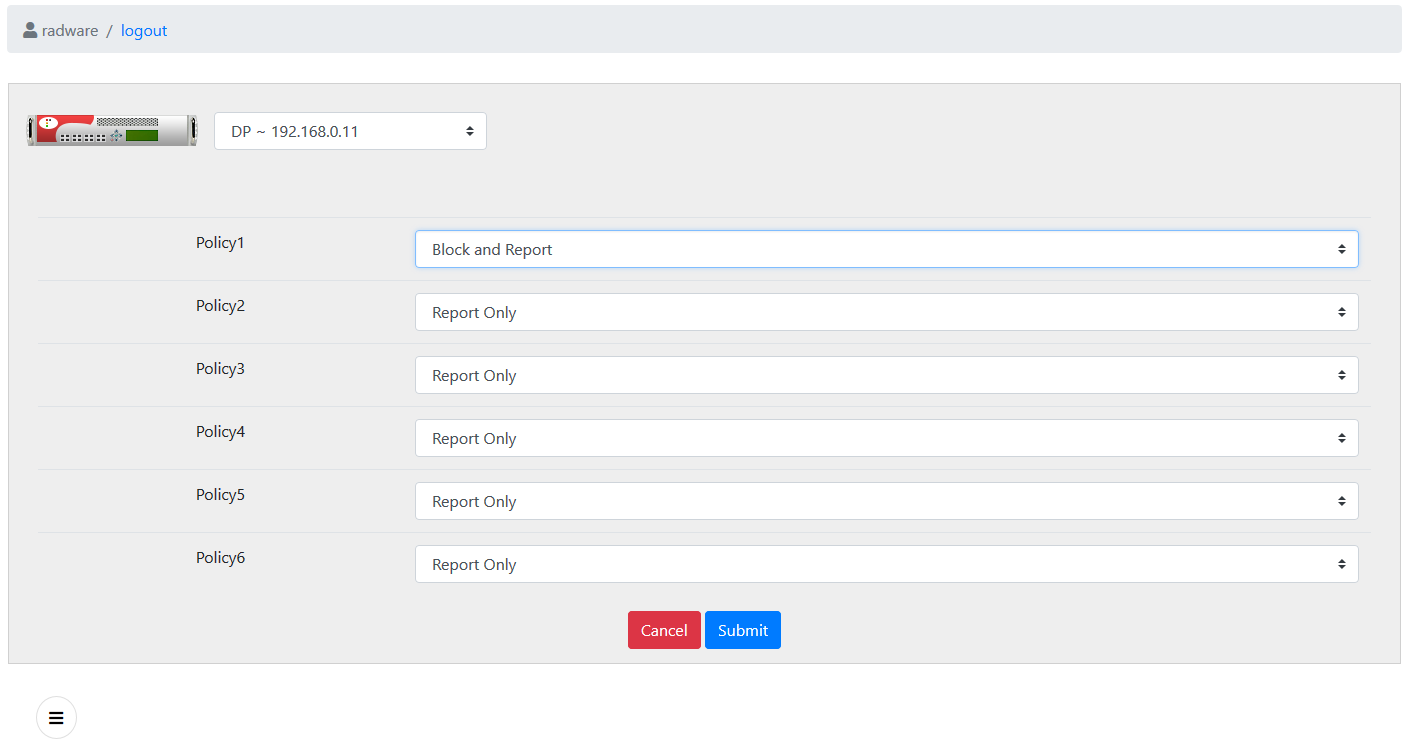 radware / logout
DP ~ 192.168.0.11
Policy1 Block and Report
Policy2 Report Only
Policy3 Report Only
Policy4 Report Only
Policy5 Report Only
Policy6 Report Only
Cancel Submit